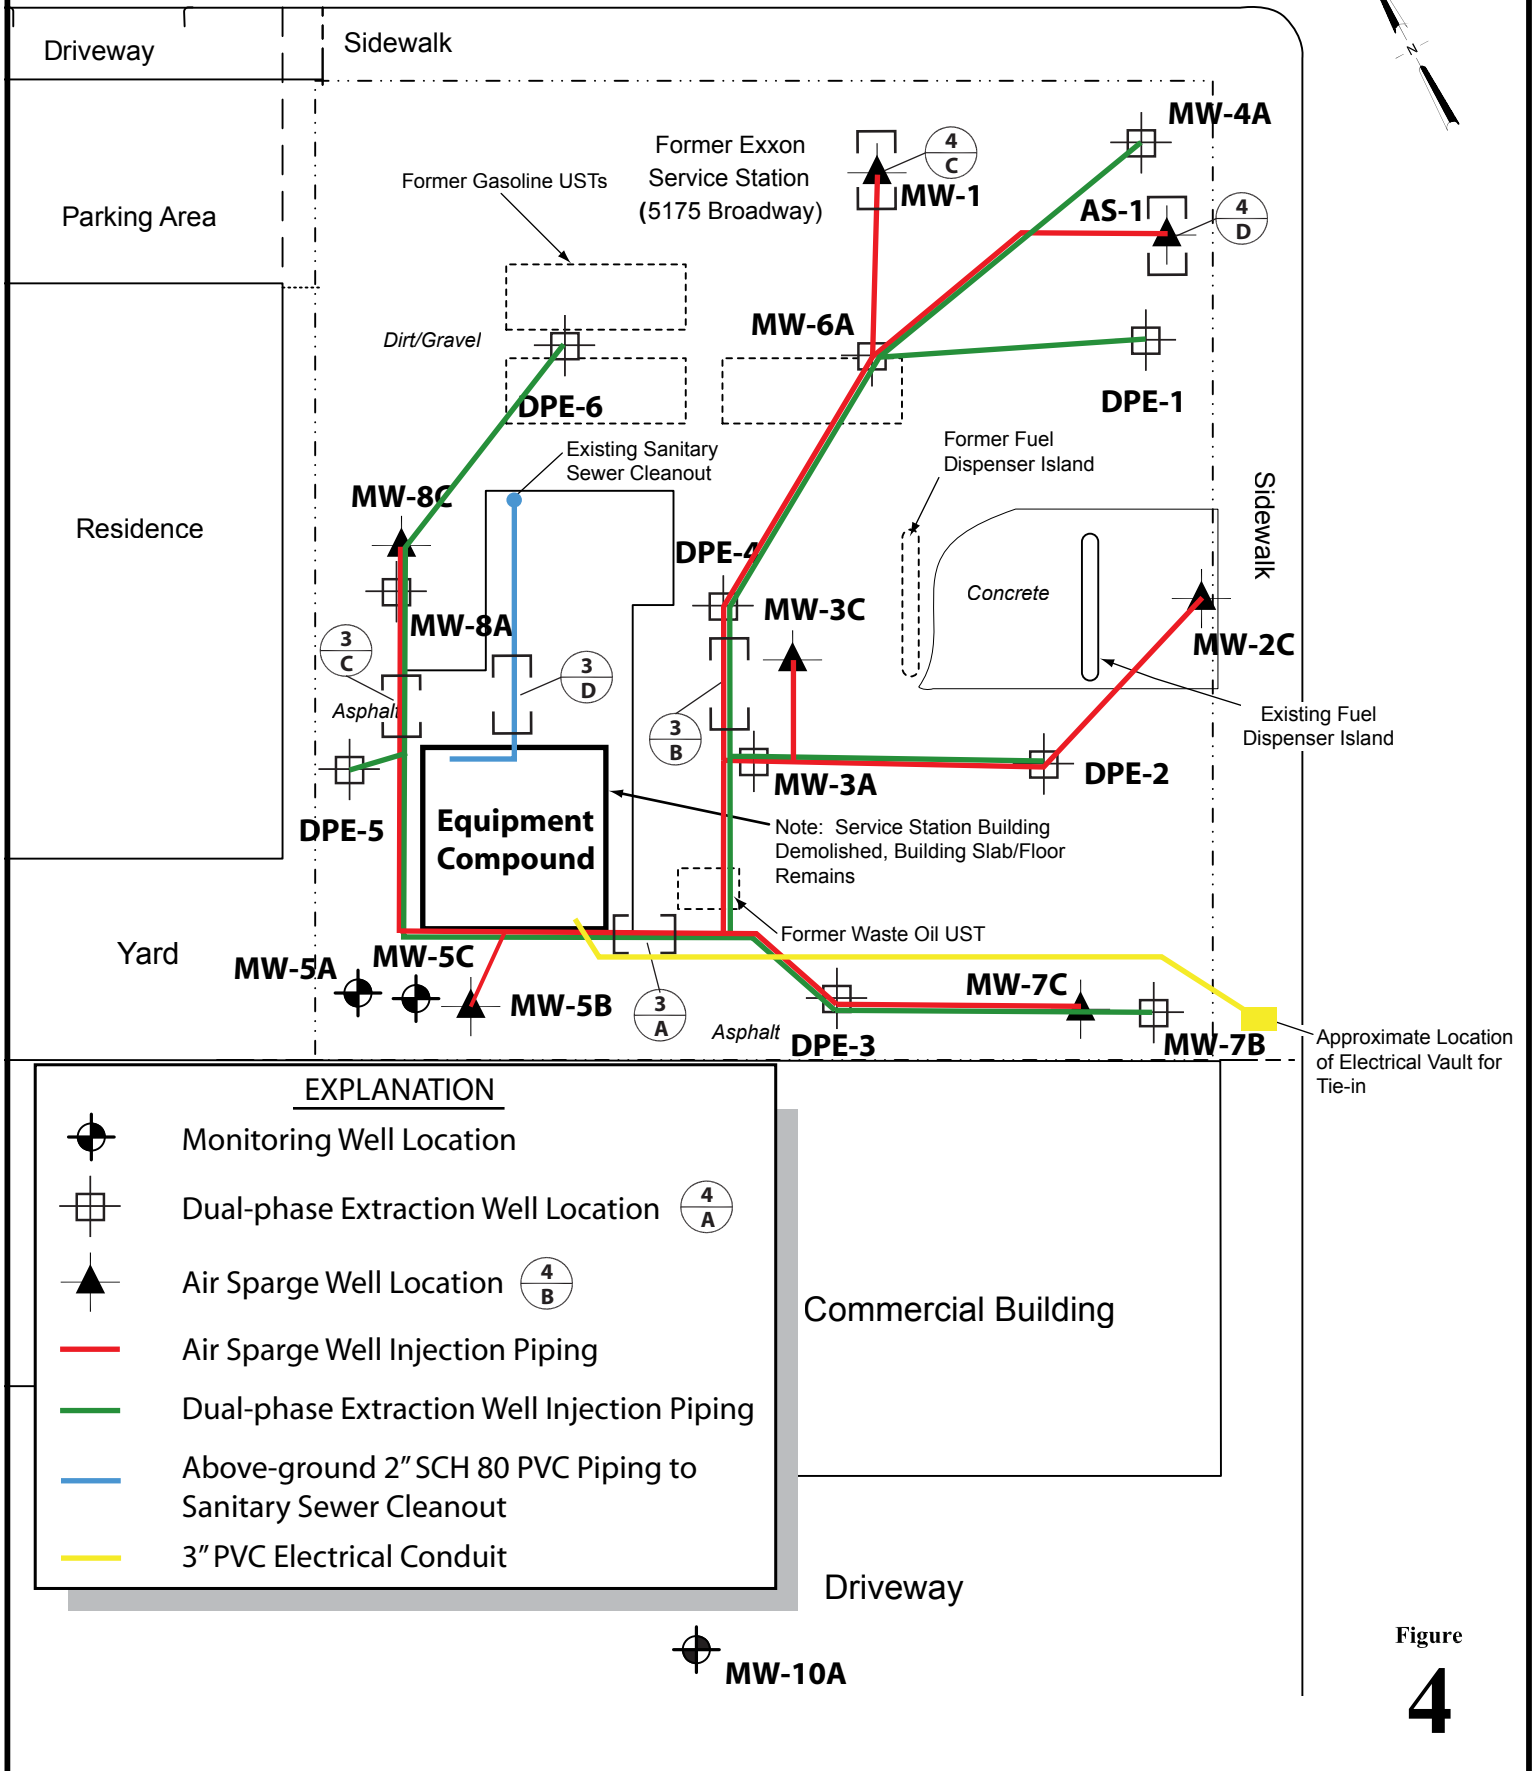 Driveway
Sidewalk
N
MW-4A
Former Exxon
Service Station
(5175 Broadway)
4
C
MW-1
Former Gasoline USTs
AS-1
4
D
Parking Area
MW-6A
Dirt/Gravel
DPE-6
DPE-1
Existing Sanitary
Sewer Cleanout
Former Fuel
Dispenser Island
Sidewalk
MW-8C
Residence
DPE-4
MW-3C
Concrete
MW-8A
MW-2C
3
C
3
D
Asphalt
3
B
Existing Fuel
Dispenser Island
MW-3A
DPE-2
DPE-5
Equipment
Compound
Note: Service Station Building
Demolished, Building Slab/Floor
Remains
Former Waste Oil UST
Yard
MW-5A
MW-5C
MW-5B
3
A
Asphalt
DPE-3
MW-7C
MW-7B
Approximate Location
of Electrical Vault for
Tie-in
EXPLANATION
Monitoring Well Location
Dual-phase Extraction Well Location
4
A
Air Sparge Well Location
4
B
Air Sparge Well Injection Piping
Dual-phase Extraction Well Injection Piping
Above-ground 2” SCH 80 PVC Piping to
Sanitary Sewer Cleanout
3” PVC Electrical Conduit
Commercial Building
Driveway
MW-10A
Figure
4